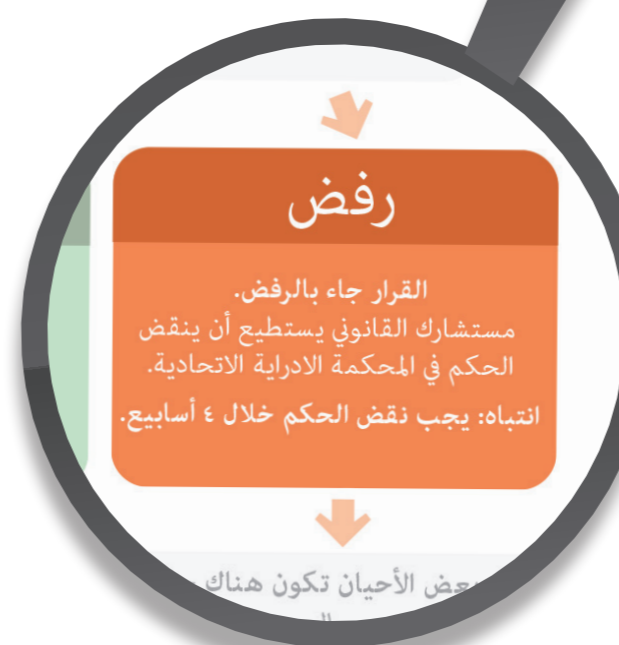 رفض
القرار جاء بالرفض.
مستشارك القانوني يستطيع أن ينقض
الحكم في المحكمة الادراية الاتحادية.
انتباه: يجب نقض الحكم خلال ٤ أسابيع.
بعض الأحيان تكون هناك